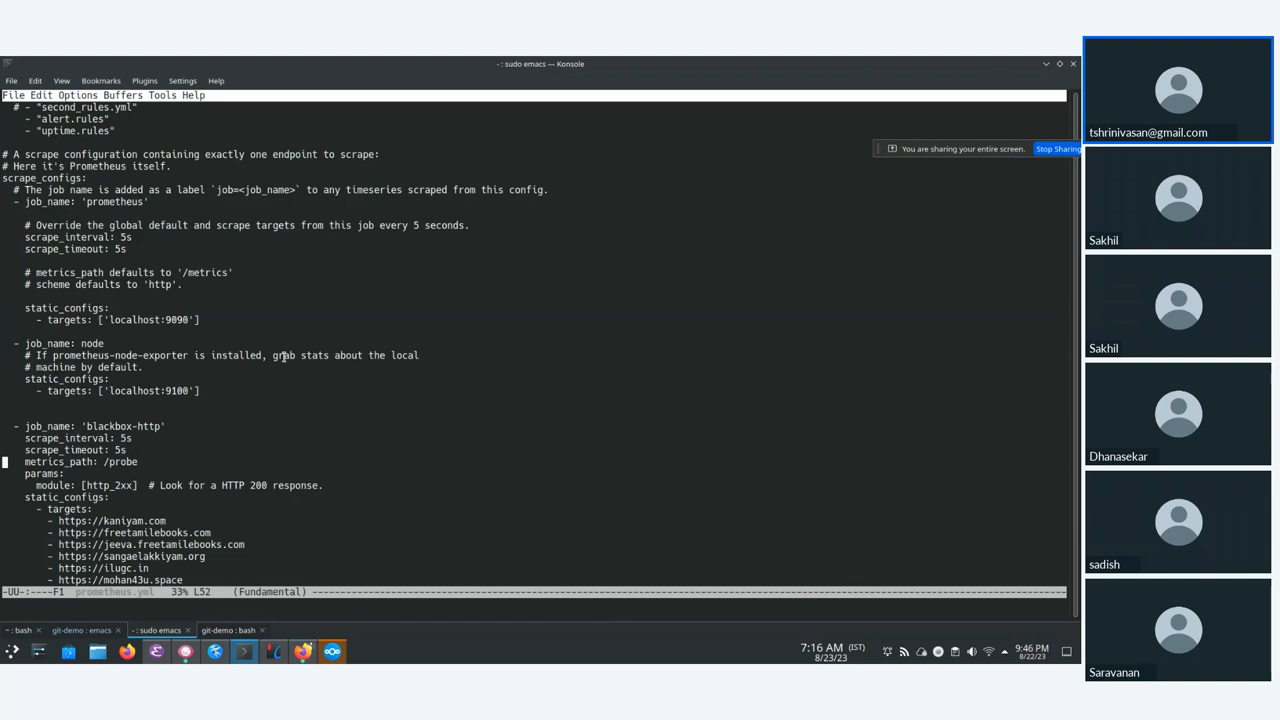 - : sudo emacs — Konsole
File Edit View Bookmarks Plugins Settings Help
File Edit Options Buffers Tools Help
# - "second_rules.yml"
- "alert.rules"
- "uptime.rules"
# A scrape configuration containing exactly one endpoint to scrape:
# Here it's Prometheus itself.
scrape_configs:
# The job name is added as a label `job=<job_name>` to any timeseries scraped from this config.
- job_name: 'prometheus'
# Override the global default and scrape targets from this job every 5 seconds.
scrape_interval: 5s
scrape_timeout: 5s
# metrics_path defaults to '/metrics'
# scheme defaults to 'http'.
static_configs:
- targets: ['localhost:9090']
- job_name: node
# If prometheus-node-exporter is installed, grab stats about the local
# machine by default.
static_configs:
- targets: ['localhost:9100']
- job_name: 'blackbox-http'
scrape_interval: 5s
scrape_timeout: 5s
metrics_path: /probe
params:
module: [http_2xx]  # Look for a HTTP 200 response.
static_configs:
- targets:
- https://kaniyam.com
- https://freetamilebooks.com
- https://jeeva.freetamilebooks.com
- https://sangaelakkiyam.org
- https://ilugc.in
- https://mohan43u.space
-UU-:----F1 prometheus.yml 33% L52 (Fundamental) ----------
You are sharing your entire screen. Stop Sharing
~ : bash git-demo : emacs - : sudo emacs git-demo : bash
7:16 AM (IST)
8/23/23
9:46 PM
8/22/23
tshrinivasan@gmail.com
Sakhil
Sakhil
Dhanasekar
sadish
Saravanan